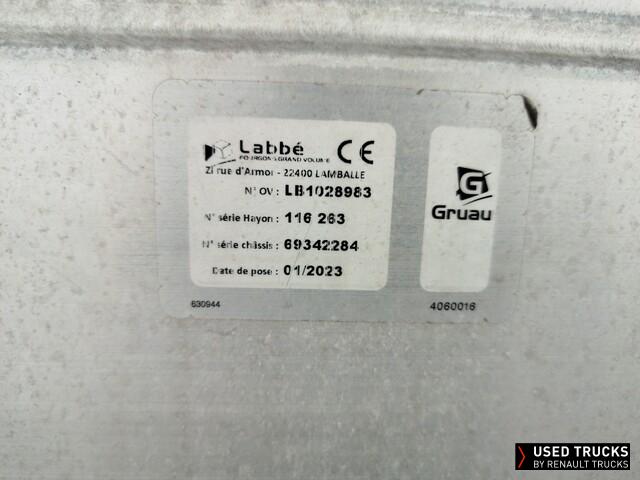 Labbé CE
FOURGONS GRAND VOLUME
ZI rue d'Armor - 22400 LAMBALLE
N° OV : LB1028983
N° série Hayon : 116 263
N° série châssis : 69342284
Date de pose : 01/2023
630944
G
Gruau
4060016
USED TRUCKS
BY RENAULT TRUCKS